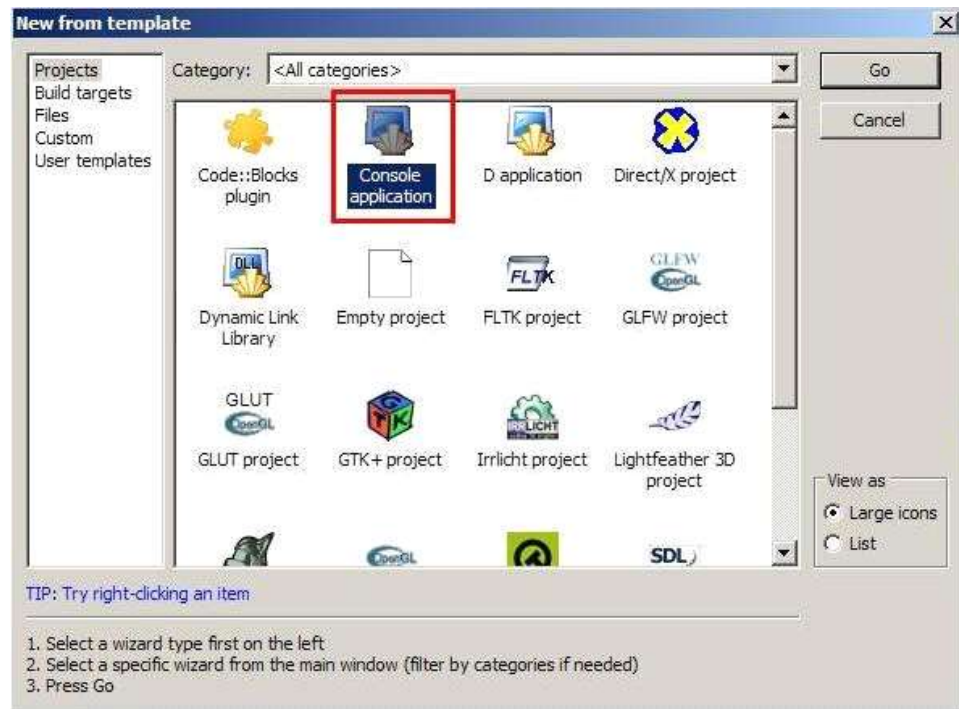 New from template
Projects
Build targets
Files
Custom
User templates
Category: <All categories>
Go
Cancel
Code::Blocks
plugin
Console
application
D application
Direct/X project
DLL
Dynamic Link
Library
Empty project
FLTK
FLTK project
GLFW
OpenGL
GLFW project
GLUT
OpenGL
GLUT project
GTK
GTK+ project
IRRLICHT
Irrlicht project
Lightfeather 3D
project
OpenGL
SDL
View as
Large icons
List
TIP: Try right-clicking an item
1. Select a wizard type first on the left
2. Select a specific wizard from the main window (filter by categories if needed)
3. Press Go